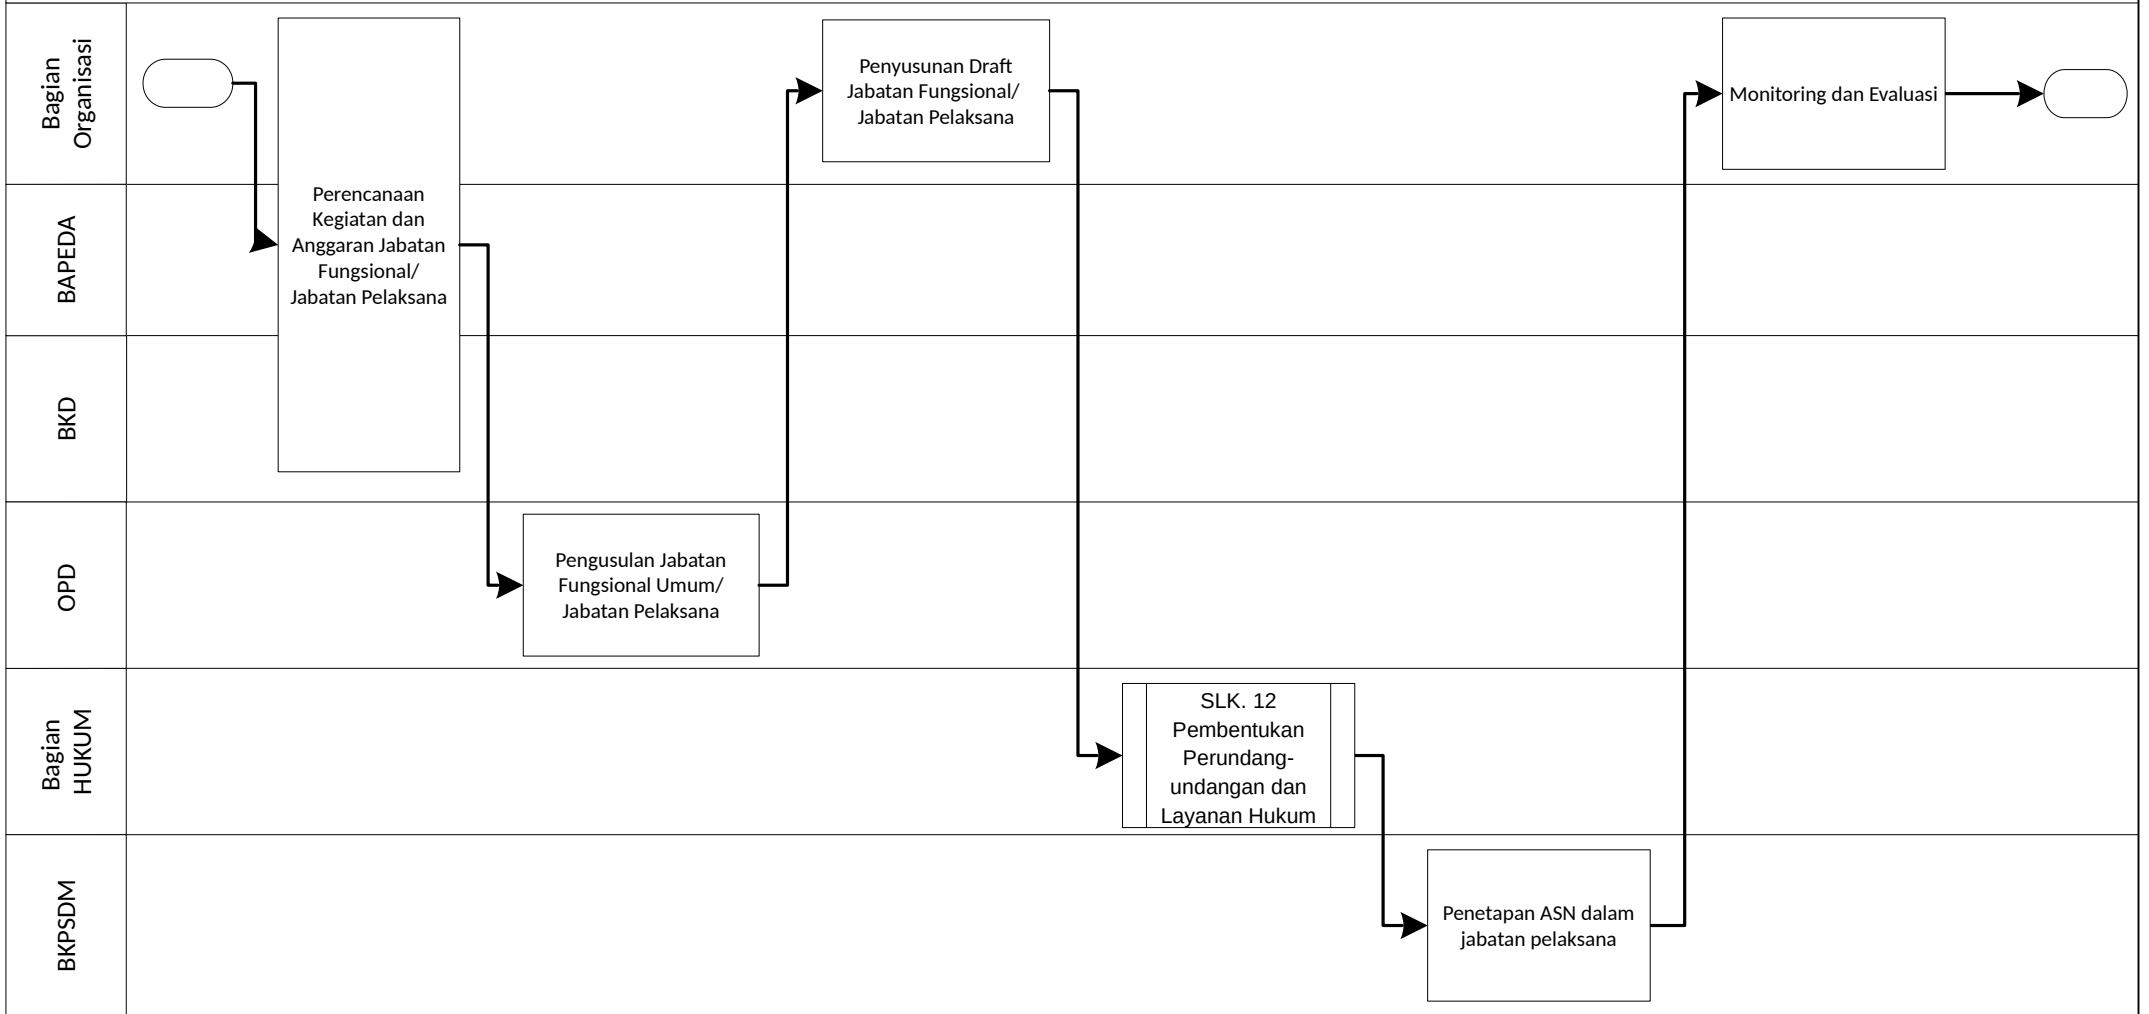 Bagian
Organisasi
BAPEDA
BKD
OPD
Bagian
HUKUM
BKPSDM
Perencanaan
Kegiatan dan
Anggaran Jabatan
Fungsional/
Jabatan Pelaksana
Pengusulan Jabatan
Fungsional Umum/
Jabatan Pelaksana
Penyusunan Draft
Jabatan Fungsional/
Jabatan Pelaksana
SLK. 12
Pembentukan
Perundang-
undangan dan
Layanan Hukum
Penetapan ASN dalam
jabatan pelaksana
Monitoring dan Evaluasi